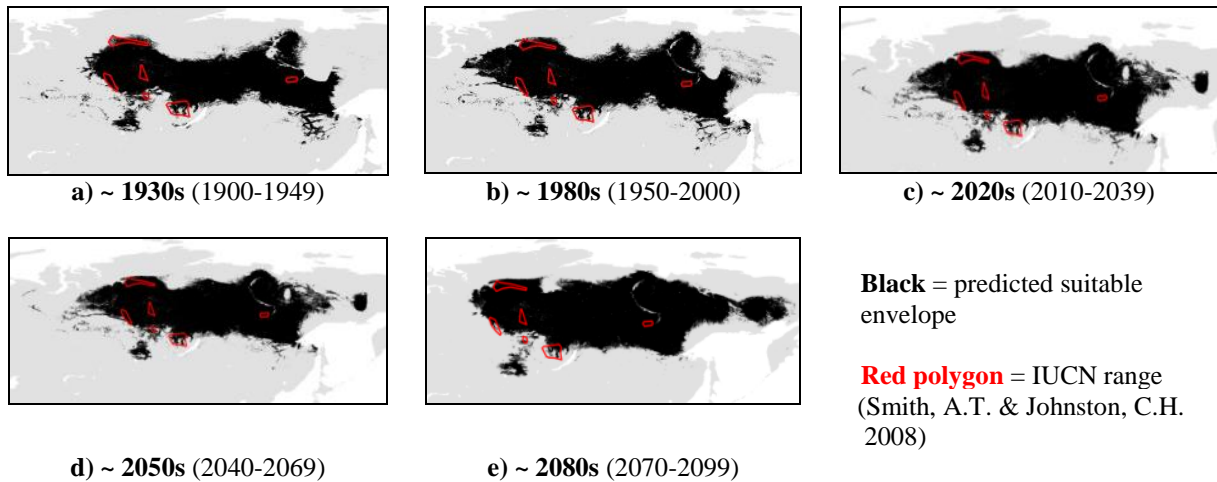 a) ~ 1930s (1900-1949)
b) ~ 1980s (1950-2000)
c) ~ 2020s (2010-2039)
Black = predicted suitable
envelope
Red polygon = IUCN range
(Smith, A.T. & Johnston, C.H.
2008)
d) ~ 2050s (2040-2069)
e) ~ 2080s (2070-2099)